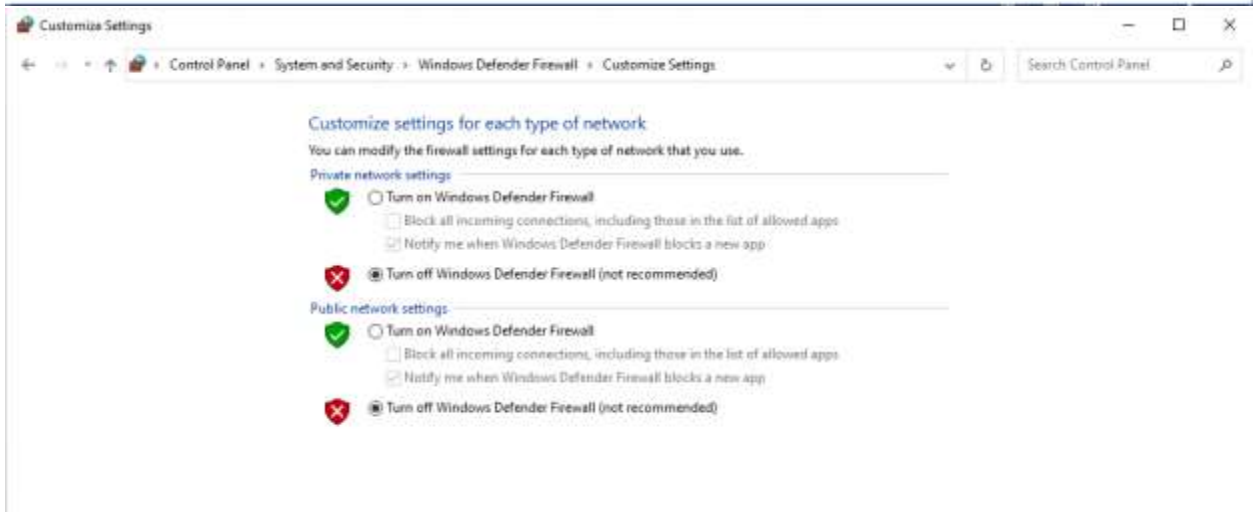 Customize Settings
Control Panel › System and Security › Windows Defender Firewall › Customize Settings
Search Control Panel
Customize settings for each type of network
You can modify the firewall settings for each type of network that you use.
Private network settings
Turn on Windows Defender Firewall
Block all incoming connections, including those in the list of allowed apps
Notify me when Windows Defender Firewall blocks a new app
Turn off Windows Defender Firewall (not recommended)
Public network settings
Turn on Windows Defender Firewall
Block all incoming connections, including those in the list of allowed apps
Notify me when Windows Defender Firewall blocks a new app
Turn off Windows Defender Firewall (not recommended)